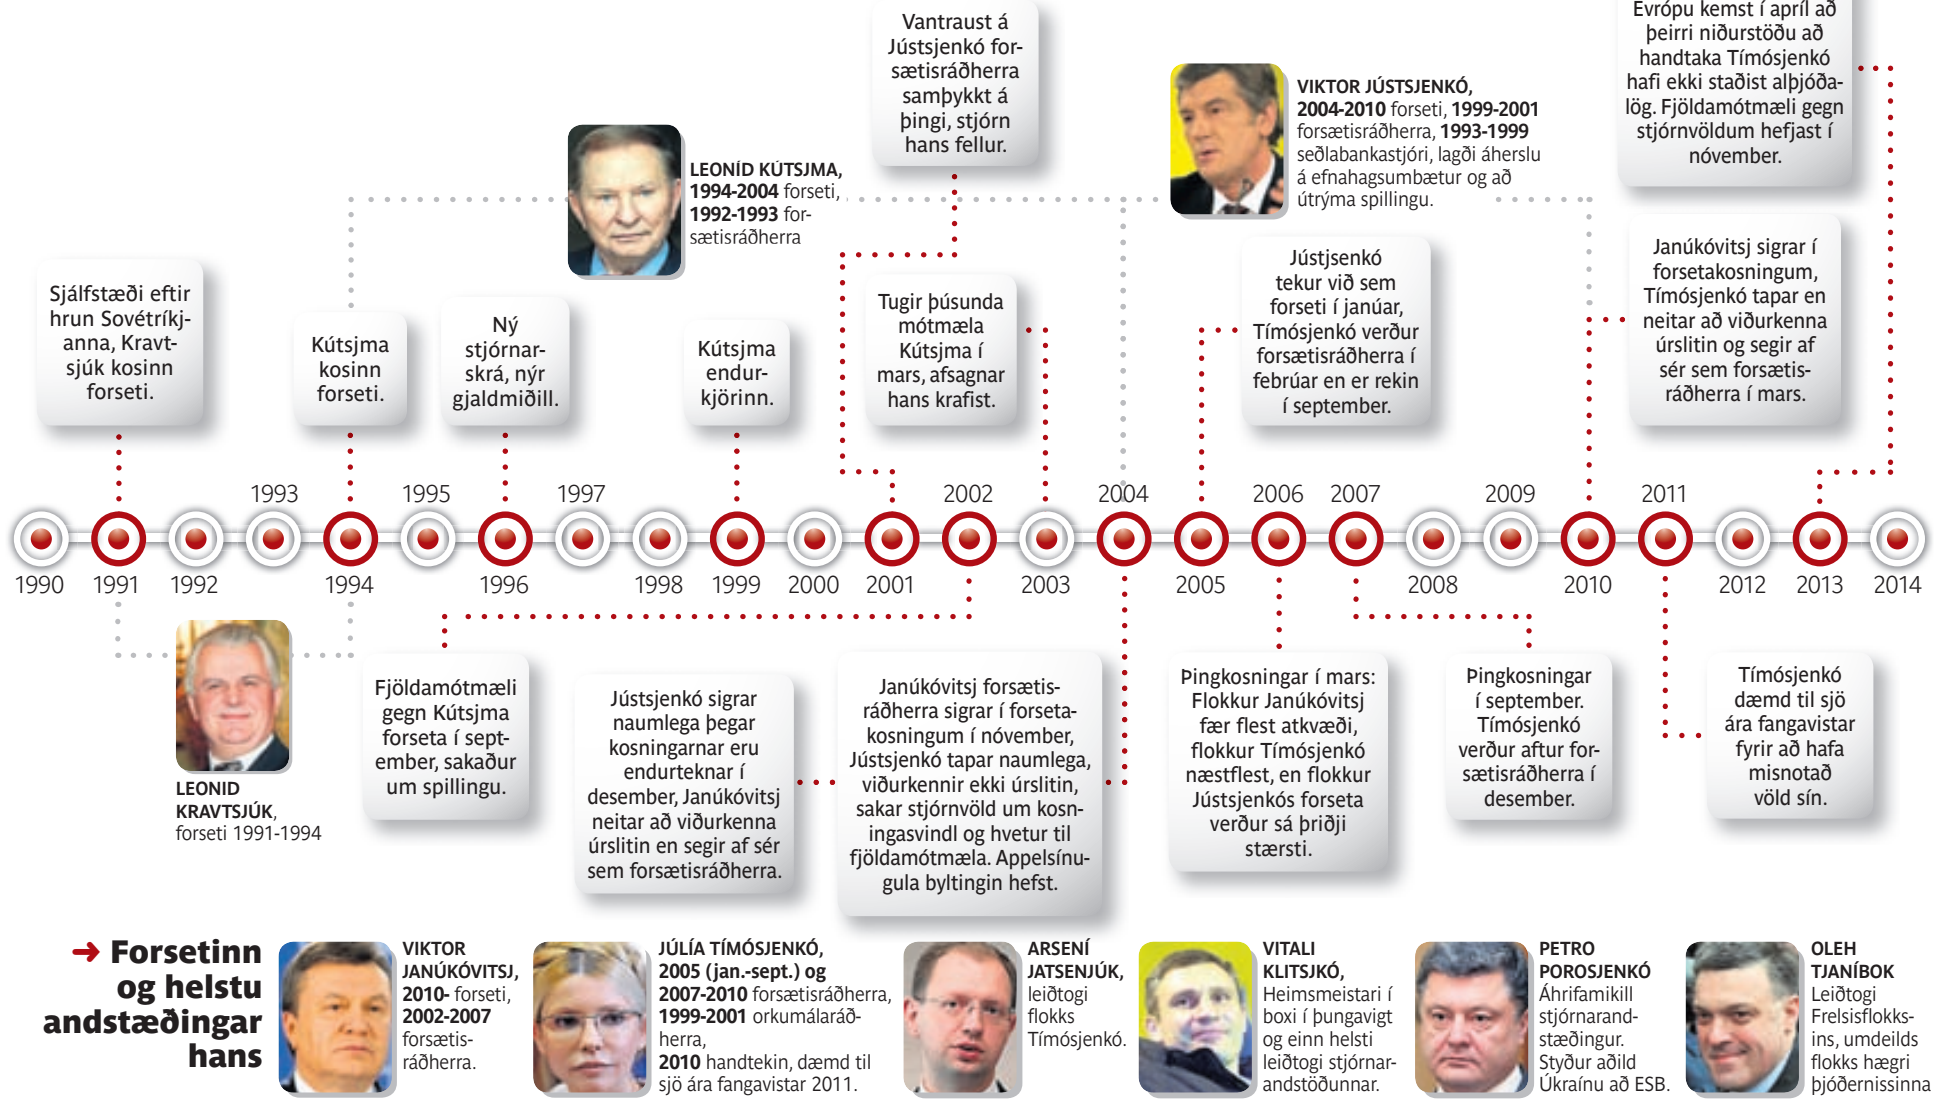 Vantraust á
Jústsjenkó for-
sætisráðherra
samþykkt á
þingi, stjórn
hans fellur.
Evrópu kemst í apríl að
þeirri niðurstöðu að
handtaka Tímósjenkó
hafi ekki staðist alþjóða-
lög. Fjöldamótmæli gegn
stjórnvöldum hefjast í
nóvember.
LEONÍD KÚTSJMA,
1994-2004 forseti,
1992-1993 for-
sætisráðherra
VIKTOR JÚSTSJENKÓ,
2004-2010 forseti, 1999-2001
forsætisráðherra, 1993-1999
seðlabankastjóri, lagði áherslu
á efnahagsumbætur og að
útrýma spillingu.
Sjálfstæði eftir
hrun Sovétríkj-
anna, Kravt-
sjúk kosinn
forseti.
Kútsjma
kosinn
forseti.
Ný
stjórnar-
skrá, nýr
gjaldmiðill.
Kútsjma
endur-
kjörinn.
Tugir þúsunda
mótmæla
Kútsjma í
mars, afsagnar
hans krafist.
Jústjsenkó
tekur við sem
forseti í janúar,
Tímósjenkó verður
forsætisráðherra í
febrúar en er rekin
í september.
Janúkóvitsj sigrar í
forsetakosningum,
Tímósjenkó tapar en
neitar að viðurkenna
úrslitin og segir af
sér sem forsætis-
ráðherra í mars.
1993 1995 1997 2002 2004 2006 2007 2009 2011
1990 1991 1992 1994 1996 1998 1999 2000 2001 2003 2005 2008 2010 2012 2013 2014
LEONID
KRAVTSJÚK,
forseti 1991-1994
Fjöldamótmæli
gegn Kútsjma
forseta í sept-
ember, sakaður
um spillingu.
Jústsjenkó sigrar
naumlega þegar
kosningarnar eru
endurteknar í
desember, Janúkóvitsj
neitar að viðurkenna
úrslitin en segir af sér
sem forsætisráðherra.
Janúkóvitsj forsætis-
ráðherra sigrar í forseta-
kosningum í nóvember,
Jústsjenkó tapar naumlega,
viðurkennir ekki úrslitin,
sakar stjórnvöld um kosn-
ingasvindl og hvetur til
fjöldamótmæla. Appelsínu-
gula byltingin hefst.
Þingkosningar í mars:
Flokkur Janúkóvitsj
fær flest atkvæði,
flokkur Tímósjenkó
næstflest, en flokkur
Jústsjenkós forseta
verður sá þriðji
stærsti.
Þingkosningar
í september.
Tímósjenkó
verður aftur for-
sætisráðherra í
desember.
Tímósjenkó
dæmd til sjö
ára fangavistar
fyrir að hafa
misnotað
völd sín.
➜ Forsetinn
og helstu
andstæðingar
hans
VIKTOR
JANÚKÓVITSJ,
2010- forseti,
2002-2007
forsætis-
ráðherra.
JÚLÍA TÍMÓSJENKÓ,
2005 (jan.-sept.) og
2007-2010 forsætisráðherra,
1999-2001 orkumálaráð-
herra,
2010 handtekin, dæmd til
sjö ára fangavistar 2011.
ARSENÍ
JATSENJÚK,
leiðtogi
flokks
Tímósjenkó.
VITALI
KLITSJKÓ,
Heimsmeistari í
boxi í þungavigt
og einn helsti
leiðtogi stjórnar-
andstöðunnar.
PETRO
POROSJENKÓ
Áhrifamikill
stjórnarand-
stæðingur.
Styður aðild
Úkraínu að ESB.
OLEH
TJANÍBOK
Leiðtogi
Frelsisflokks-
ins, umdeilds
flokks hægri
þjóðernissinna